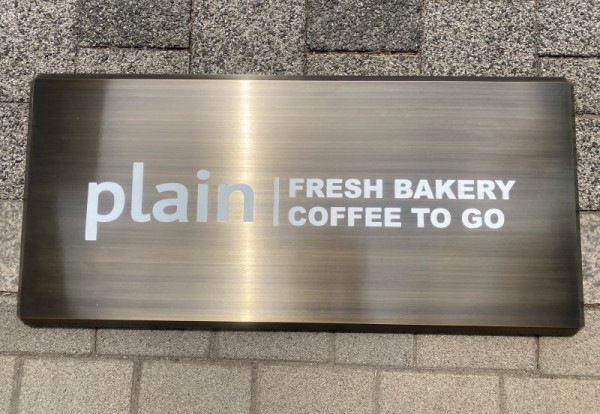 plain | FRESH BAKERY
COFFEE TO GO